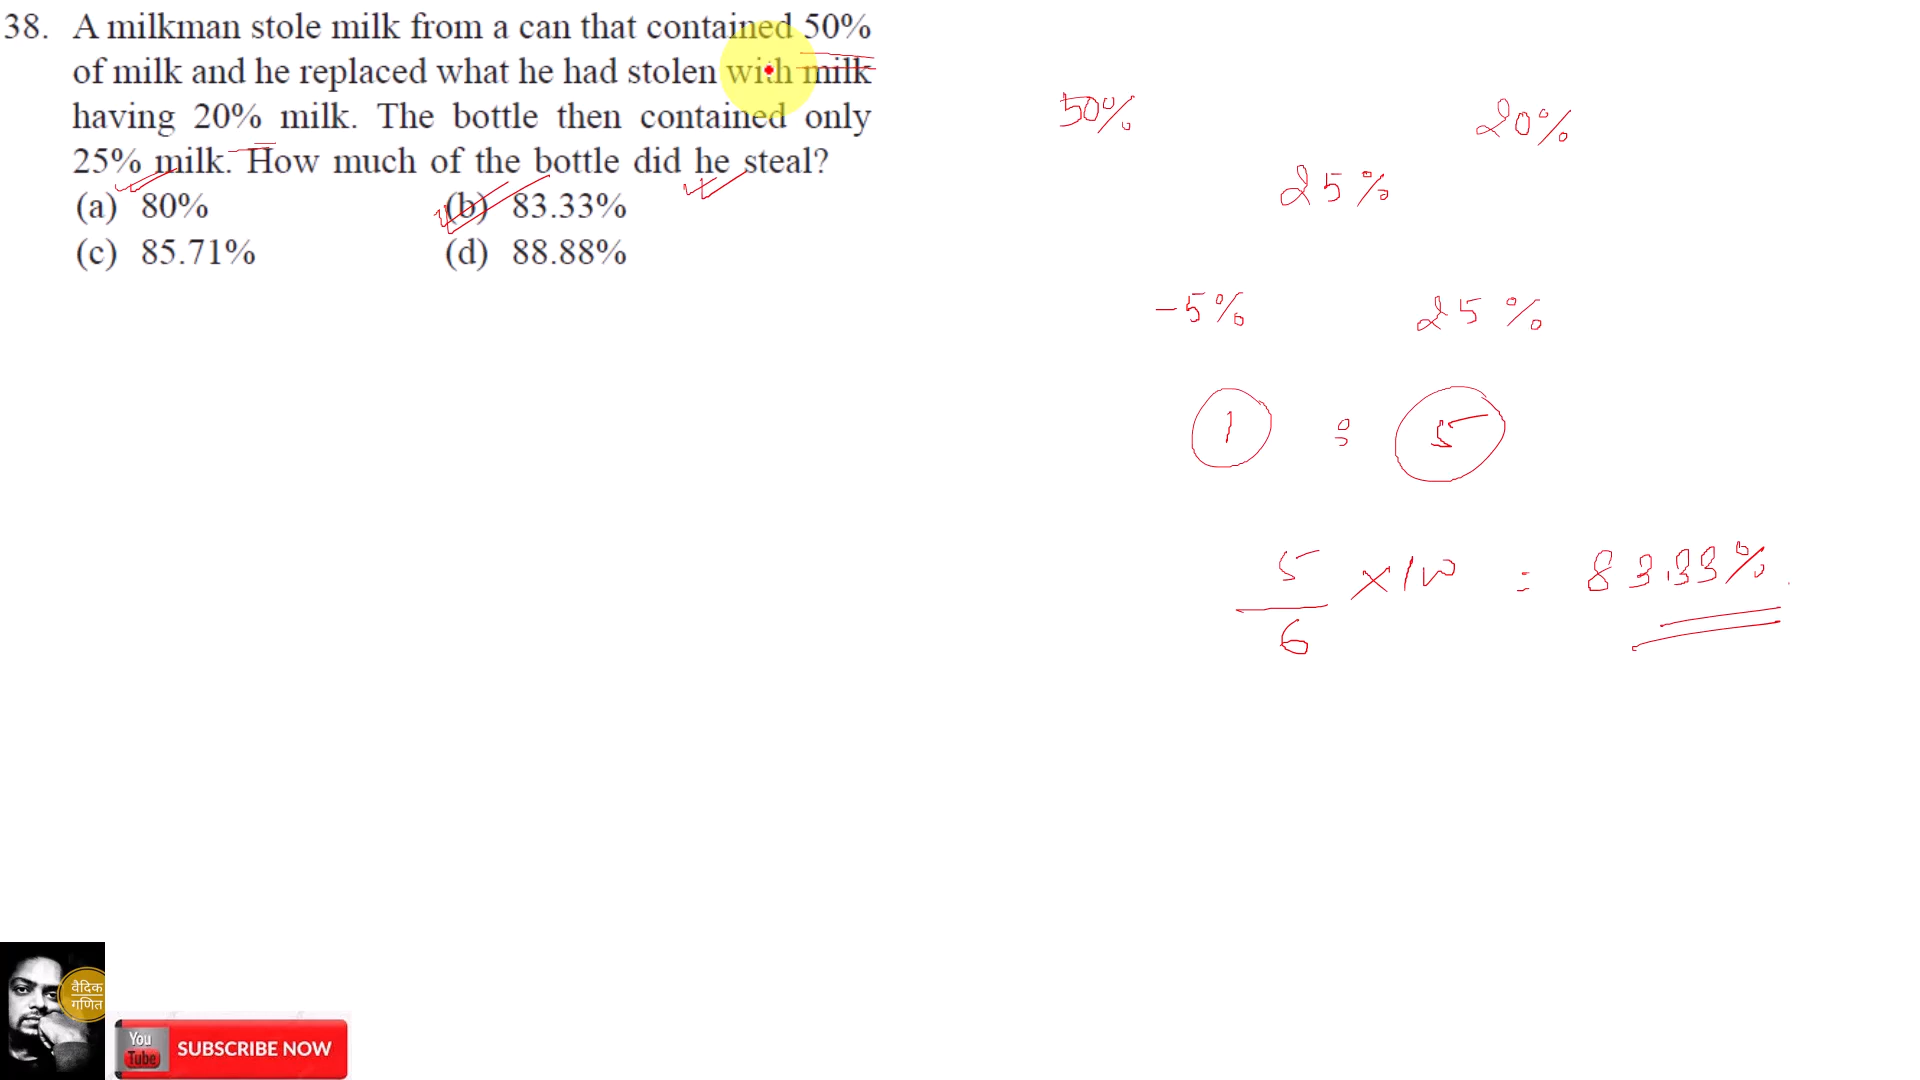 38. A milkman stole milk from a can that contained 50%
of milk and he replaced what he had stolen with milk
having 20% milk. The bottle then contained only
25% milk. How much of the bottle did he steal?
(a) 80% (b) 83.33%
(c) 85.71% (d) 88.88%
50% 20%
25%
-5% 25%
1 : 5
5
6
x100 = 83.33%
वैदिक
गणित
You
Tube
SUBSCRIBE NOW